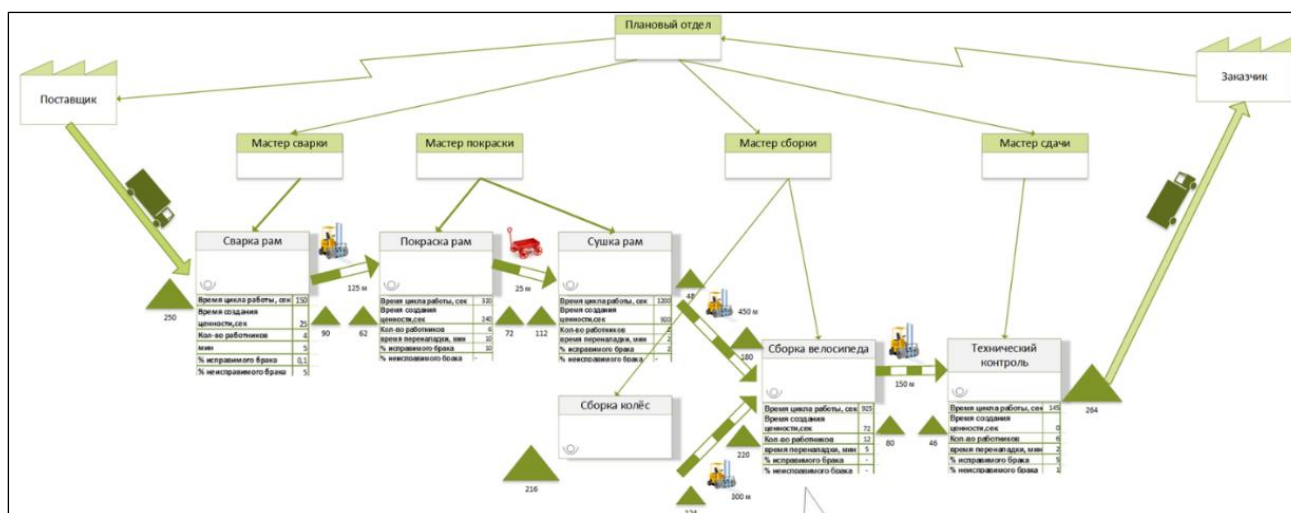 Плановый отдел
Поставщик
Заказчик
Мастер сварки
Мастер покраски
Мастер сборки
Мастер сдачи
Сварка рам
Покраска рам
Сушка рам
125 м
25 м
250
Время цикла работы, сек 150
Время создания
ценности,сек 25
Кол-во работников 4
мин 5
% исправимого брака 0,1
% неисправимого брака 5
90
62
Время цикла работы, сек 320
Время создания
ценности,сек 240
Кол-во работников 6
время переналадки, мин 10
% исправимого брака 10
% неисправимого брака -
72
112
Время цикла работы, сек 1200
Время создания
ценности,сек 920
Кол-во работников
время переналадки, мин 2
% исправимого брака 2
% неисправимого брака -
48
450 м
180
Сборка колёс
216
220
300 м
Сборка велосипеда
Время цикла работы, сек 925
Время создания
ценности,сек 72
Кол-во работников 12
время переналадки, мин 5
% исправимого брака -
% неисправимого брака -
150 м
80
46
Технический
контроль
Время цикла работы, сек 145
Время создания
ценности,сек 0
Кол-во работников 6
время переналадки, мин 2
% исправимого брака 5
% неисправимого брака 1
264